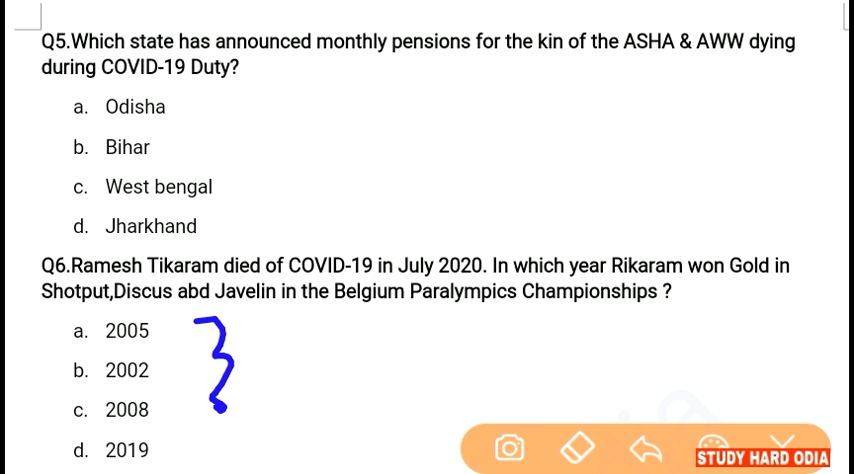 Q5.Which state has announced monthly pensions for the kin of the ASHA & AWW dying
during COVID-19 Duty?
a. Odisha
b. Bihar
c. West bengal
d. Jharkhand
Q6.Ramesh Tikaram died of COVID-19 in July 2020. In which year Rikaram won Gold in
Shotput,Discus abd Javelin in the Belgium Paralympics Championships ?
a. 2005
b. 2002
c. 2008
d. 2019
STUDY HARD ODIA